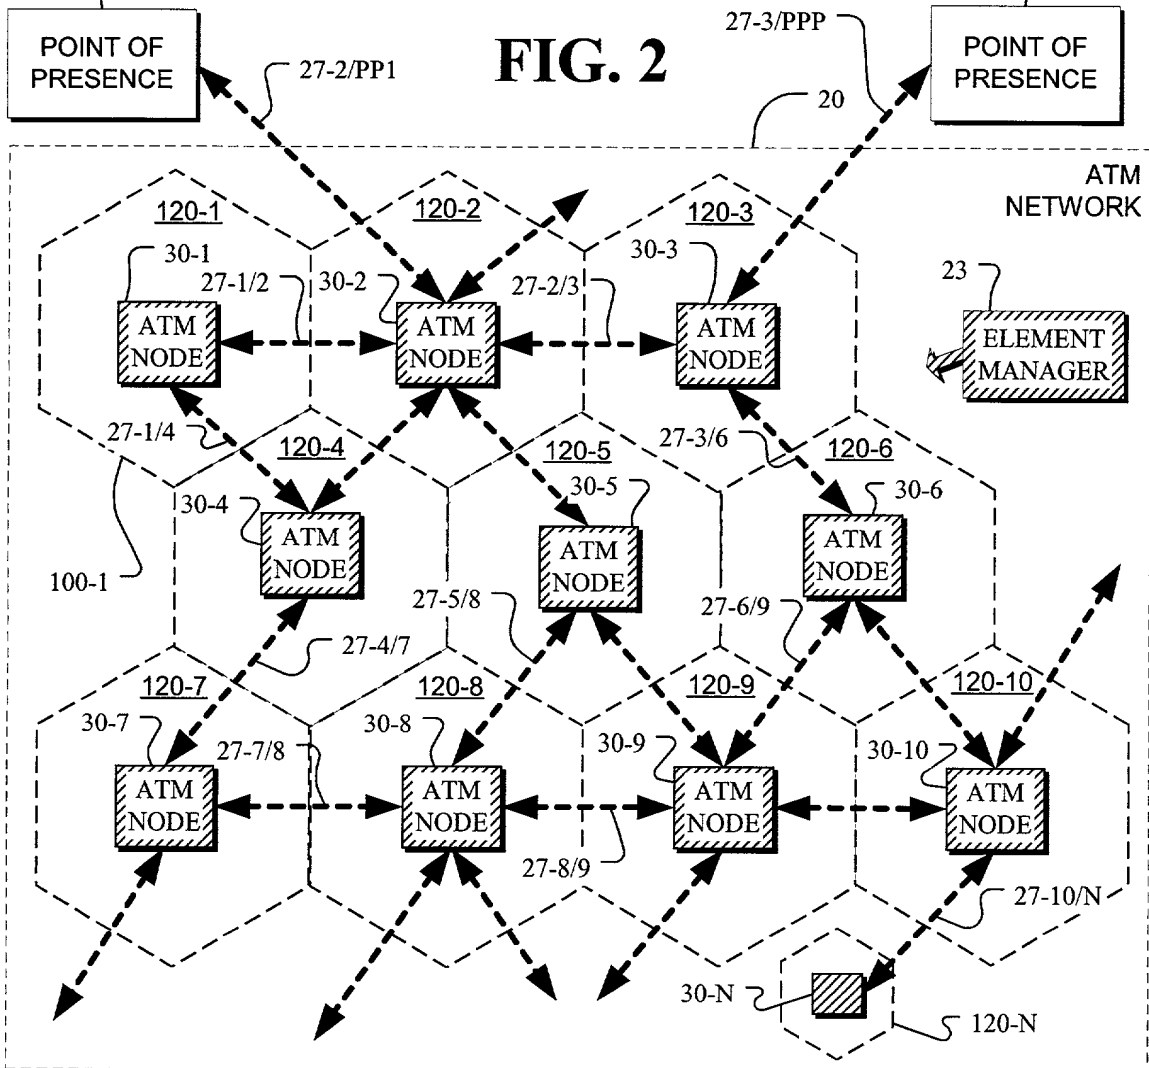 POINT OF
PRESENCE
27-2/PP1
FIG. 2
27-3/PPP
POINT OF
PRESENCE
20
ATM
NETWORK
120-1
120-2
120-3
30-1
27-1/2
30-2
27-2/3
30-3
23
ATM
NODE
ATM
NODE
ATM
NODE
ELEMENT
MANAGER
27-1/4
120-4
120-5
27-3/6
120-6
30-4
30-5
30-6
ATM
NODE
ATM
NODE
ATM
NODE
100-1
27-5/8
27-6/9
27-4/7
120-7
120-8
120-9
120-10
30-7
27-7/8
30-8
30-9
30-10
ATM
NODE
ATM
NODE
ATM
NODE
ATM
NODE
27-8/9
27-10/N
30-N
120-N